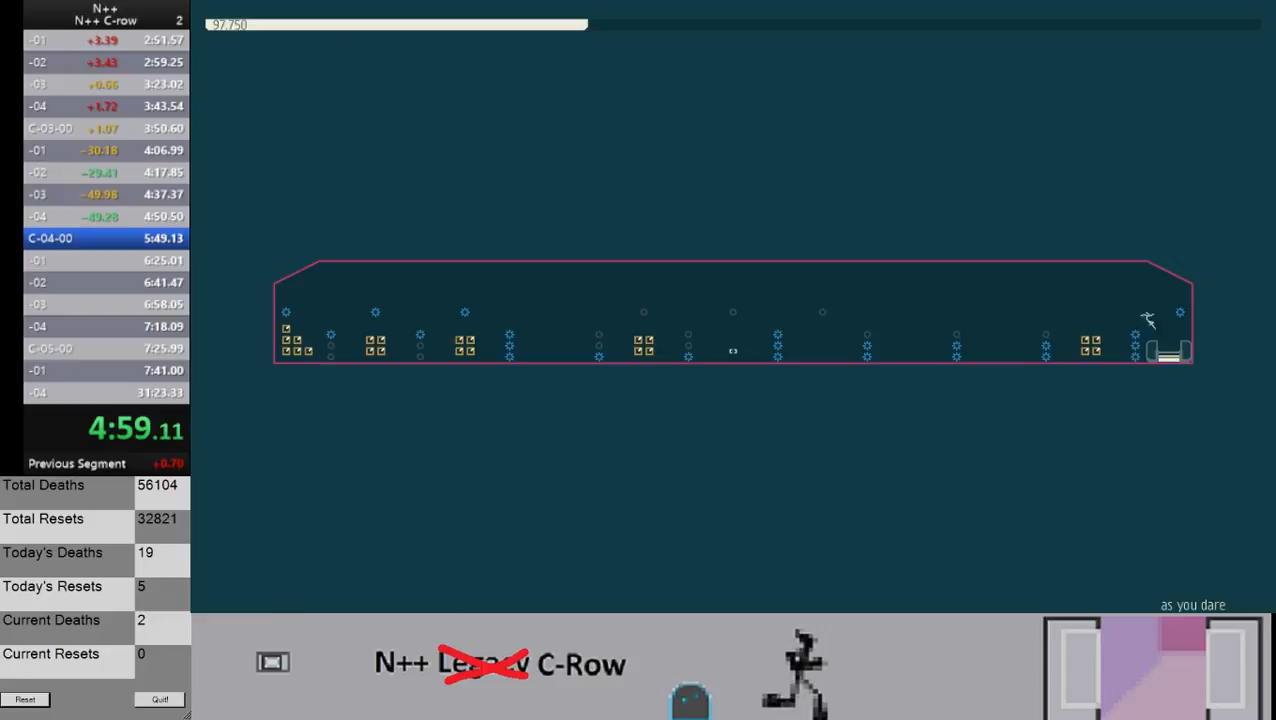 N++
N++ C-row 2
-01 +3.39 2:51.57
-02 +3.43 2:59.25
-03 +0.66 3:23.02
-04 +1.72 3:43.54
C-03-00 +1.07 3:50.60
-01 −30.18 4:06.99
-02 −29.41 4:17.85
-03 −49.98 4:37.37
-04 −49.28 4:50.50
C-04-00 5:49.13
-01 6:25.01
-02 6:41.47
-03 6:58.05
-04 7:18.09
C-05-00 7:25.99
-01 7:41.00
-04 31:23.33
4:59.11
Previous Segment +0.70
Total Deaths 56104
Total Resets 32821
Today's Deaths 19
Today's Resets 5
Current Deaths 2
Current Resets 0
Reset Quit!
97.750
as you dare
N++ Legacy C-Row